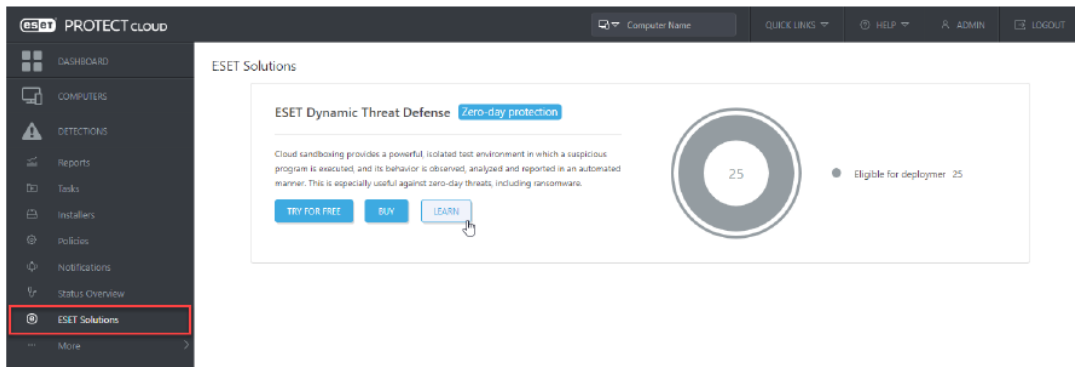 eset PROTECT CLOUD
Computer Name
QUICK LINKS
HELP
ADMIN
LOGOUT
DASHBOARD
COMPUTERS
DETECTIONS
Reports
Tasks
Installers
Policies
Notifications
Status Overview
ESET Solutions
More
ESET Solutions
ESET Dynamic Threat Defense Zero-day protection
Cloud sandboxing provides a powerful, isolated test environment in which a suspicious
program is executed, and its behavior is observed, analyzed and reported in an automated
manner. This is especially useful against zero-day threats, including ransomware.
TRY FOR FREE BUY LEARN
25
Eligible for deploymer 25